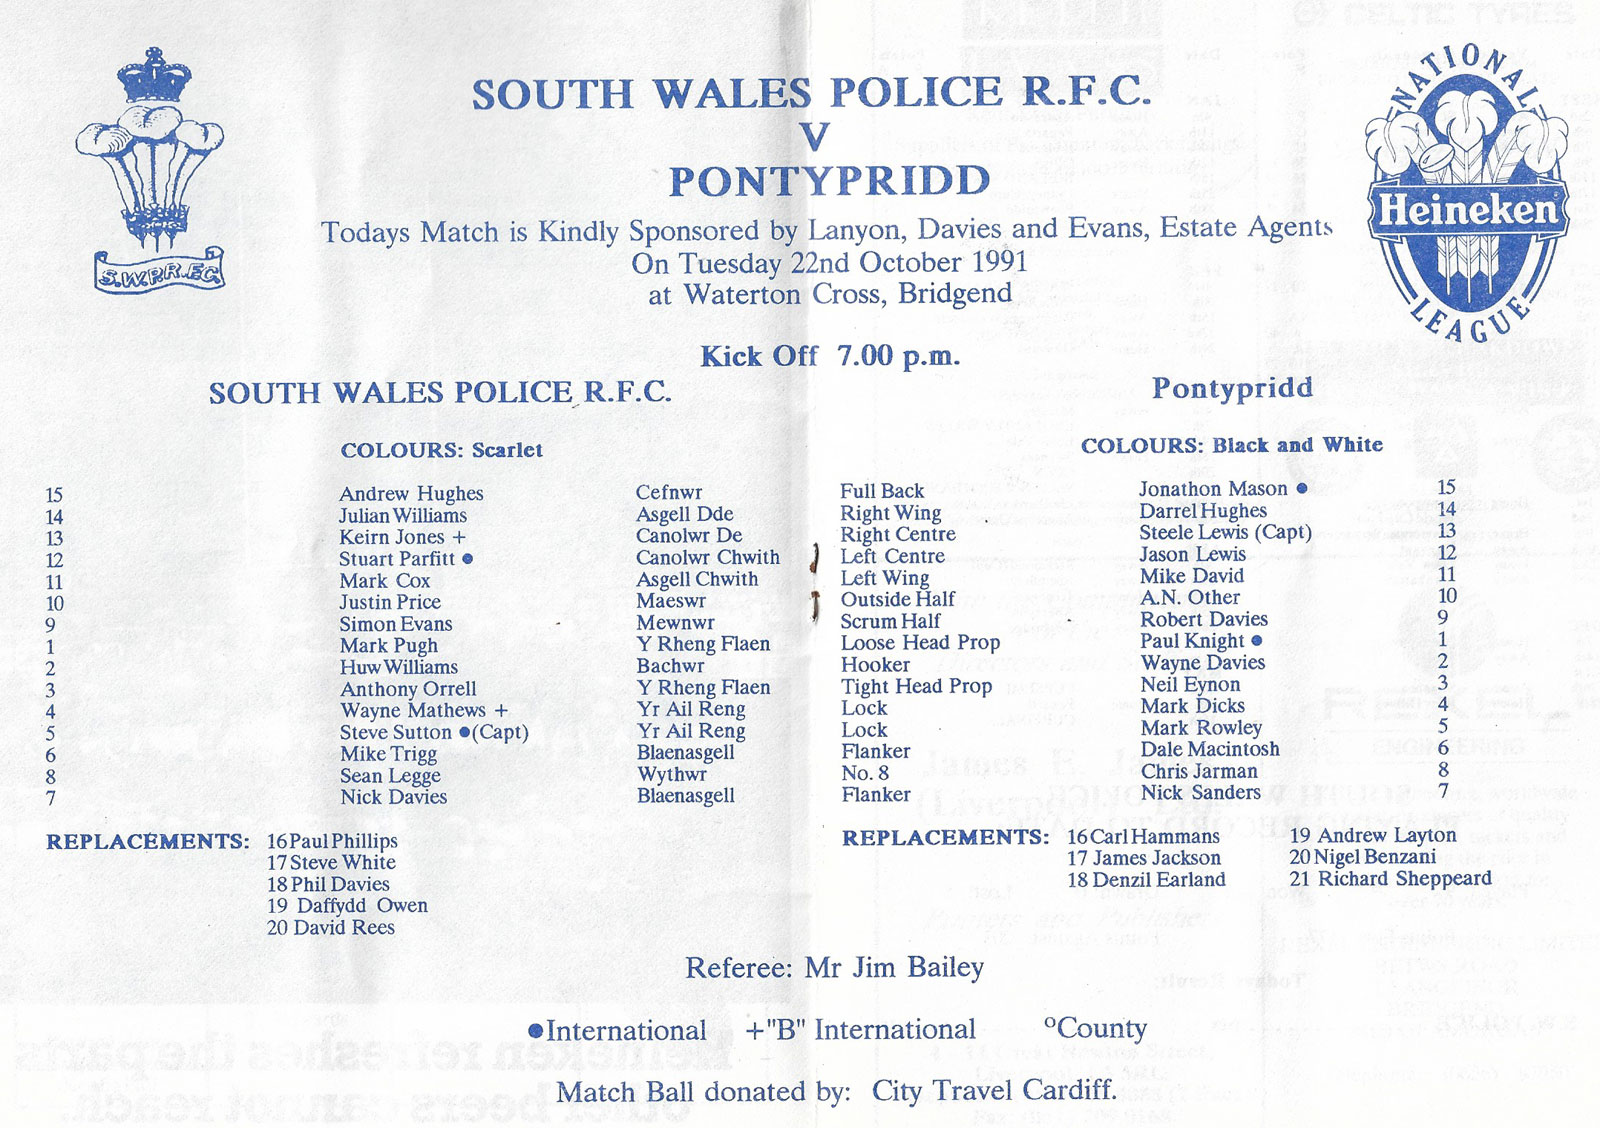 SOUTH WALES POLICE R.F.C.
V
PONTYPRIDD
S.W.P.R.F.C.
NATIONAL
Heineken
LEAGUE
Todays Match is Kindly Sponsored by Lanyon, Davies and Evans, Estate Agents
On Tuesday 22nd October 1991
at Waterton Cross, Bridgend
Kick Off 7.00 p.m.
SOUTH WALES POLICE R.F.C. Pontypridd
COLOURS: Scarlet COLOURS: Black and White
15 Andrew Hughes Cefnwr Full Back Jonathon Mason ● 15
14 Julian Williams Asgell Dde Right Wing Darrel Hughes 14
13 Keirn Jones + Canolwr De Right Centre Steele Lewis (Capt) 13
12 Stuart Parfitt ● Canolwr Chwith Left Centre Jason Lewis 12
11 Mark Cox Asgell Chwith Left Wing Mike David 11
10 Justin Price Maeswr Outside Half A.N. Other 10
9 Simon Evans Mewnwr Scrum Half Robert Davies 9
1 Mark Pugh Y Rheng Flaen Loose Head Prop Paul Knight ● 1
2 Huw Williams Bachwr Hooker Wayne Davies 2
3 Anthony Orrell Y Rheng Flaen Tight Head Prop Neil Eynon 3
4 Wayne Mathews + Yr Ail Reng Lock Mark Dicks 4
5 Steve Sutton ●(Capt) Yr Ail Reng Lock Mark Rowley 5
6 Mike Trigg Blaenasgell Flanker Dale Macintosh 6
8 Sean Legge Wythwr No. 8 Chris Jarman 8
7 Nick Davies Blaenasgell Flanker Nick Sanders 7
REPLACEMENTS: 16 Paul Phillips
17 Steve White
18 Phil Davies
19 Daffydd Owen
20 David Rees
REPLACEMENTS: 16 Carl Hammans 19 Andrew Layton
17 James Jackson 20 Nigel Benzani
18 Denzil Earland 21 Richard Sheppeard
Referee: Mr Jim Bailey
●International +"B" International °County
Match Ball donated by: City Travel Cardiff.